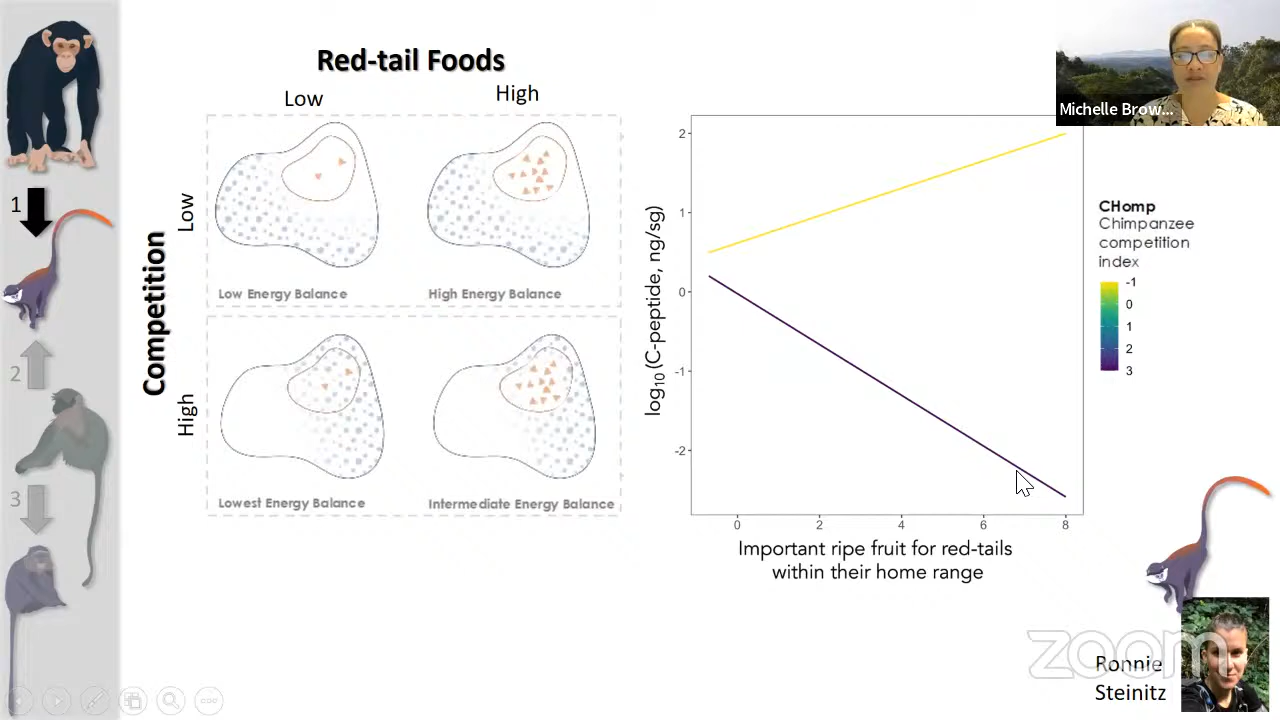 Red-tail Foods
Low
High
Michelle Brow...
1
Competition
Low
Low Energy Balance
High Energy Balance
2
High
Lowest Energy Balance
Intermediate Energy Balance
3
log10 (C-peptide, ng/sg)
2
1
0
-1
-2
0
2
4
6
8
Important ripe fruit for red-tails
within their home range
CHomp
Chimpanzee
competition
index
-1
0
1
2
3
zoom
Ronnie
Steinitz